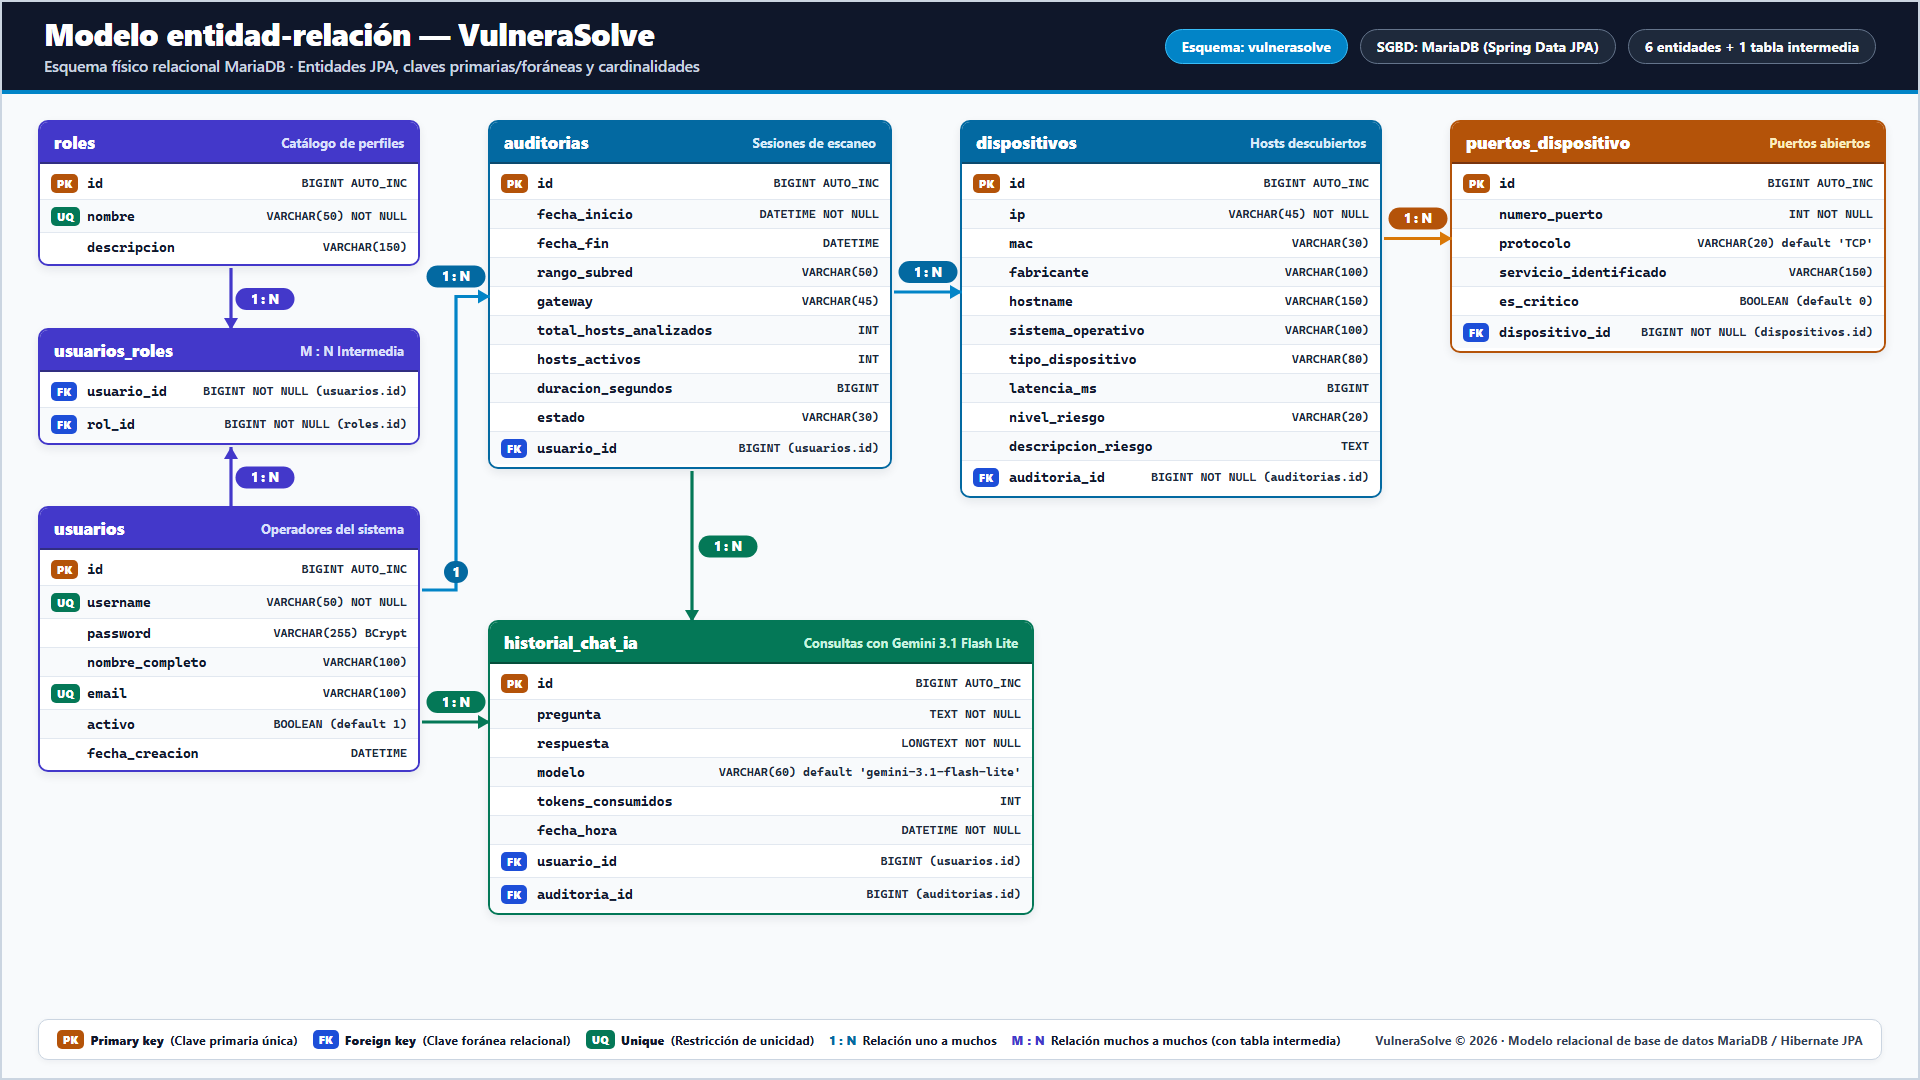 Modelo entidad-relación — VulneraSolve
Esquema físico relacional MariaDB · Entidades JPA, claves primarias/foráneas y cardinalidades
Esquema: vulnerasolve
SGBD: MariaDB (Spring Data JPA)
6 entidades + 1 tabla intermedia
roles Catálogo de perfiles
PK id BIGINT AUTO_INC
UQ nombre VARCHAR(50) NOT NULL
descripcion VARCHAR(150)
1:N
usuarios_roles M : N Intermedia
FK usuario_id BIGINT NOT NULL (usuarios.id)
FK rol_id BIGINT NOT NULL (roles.id)
1:N
usuarios Operadores del sistema
PK id BIGINT AUTO_INC
UQ username VARCHAR(50) NOT NULL
password VARCHAR(255) BCrypt
nombre_completo VARCHAR(100)
UQ email VARCHAR(100)
activo BOOLEAN (default 1)
fecha_creacion DATETIME
1:N
1
1:N
auditorias Sesiones de escaneo
PK id BIGINT AUTO_INC
fecha_inicio DATETIME NOT NULL
fecha_fin DATETIME
rango_subred VARCHAR(50)
gateway VARCHAR(45)
total_hosts_analizados INT
hosts_activos INT
duracion_segundos BIGINT
estado VARCHAR(30)
FK usuario_id BIGINT (usuarios.id)
1:N
1:N
historial_chat_ia Consultas con Gemini 3.1 Flash Lite
PK id BIGINT AUTO_INC
pregunta TEXT NOT NULL
respuesta LONGTEXT NOT NULL
modelo VARCHAR(60) default 'gemini-3.1-flash-lite'
tokens_consumidos INT
fecha_hora DATETIME NOT NULL
FK usuario_id BIGINT (usuarios.id)
FK auditoria_id BIGINT (auditorias.id)
dispositivos Hosts descubiertos
PK id BIGINT AUTO_INC
ip VARCHAR(45) NOT NULL
mac VARCHAR(30)
fabricante VARCHAR(100)
hostname VARCHAR(150)
sistema_operativo VARCHAR(100)
tipo_dispositivo VARCHAR(80)
latencia_ms BIGINT
nivel_riesgo VARCHAR(20)
descripcion_riesgo TEXT
FK auditoria_id BIGINT NOT NULL (auditorias.id)
1:N
puertos_dispositivo Puertos abiertos
PK id BIGINT AUTO_INC
numero_puerto INT NOT NULL
protocolo VARCHAR(20) default 'TCP'
servicio_identificado VARCHAR(150)
es_critico BOOLEAN (default 0)
FK dispositivo_id BIGINT NOT NULL (dispositivos.id)
PK Primary key (Clave primaria única) FK Foreign key (Clave foránea relacional) UQ Unique (Restricción de unicidad) 1 : N Relación uno a muchos M : N Relación muchos a muchos (con tabla intermedia) VulneraSolve © 2026 · Modelo relacional de base de datos MariaDB / Hibernate JPA